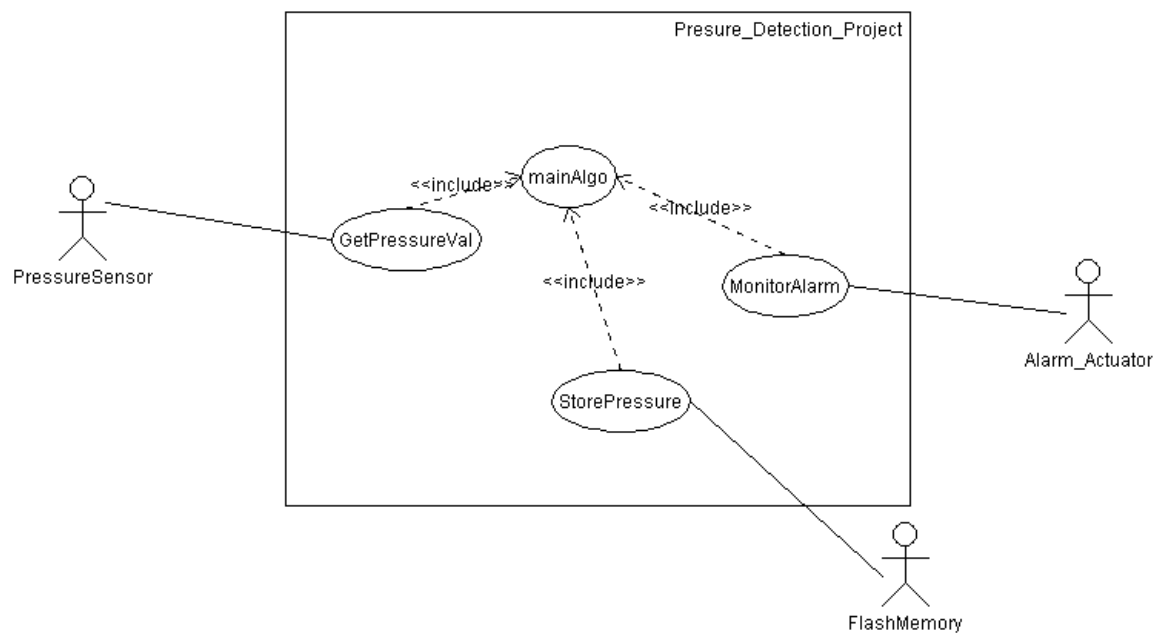 Presure_Detection_Project
mainAlgo
<<include>>
<<include>>
GetPressureVal
PressureSensor
<<include>>
MonitorAlarm
Alarm_Actuator
StorePressure
FlashMemory